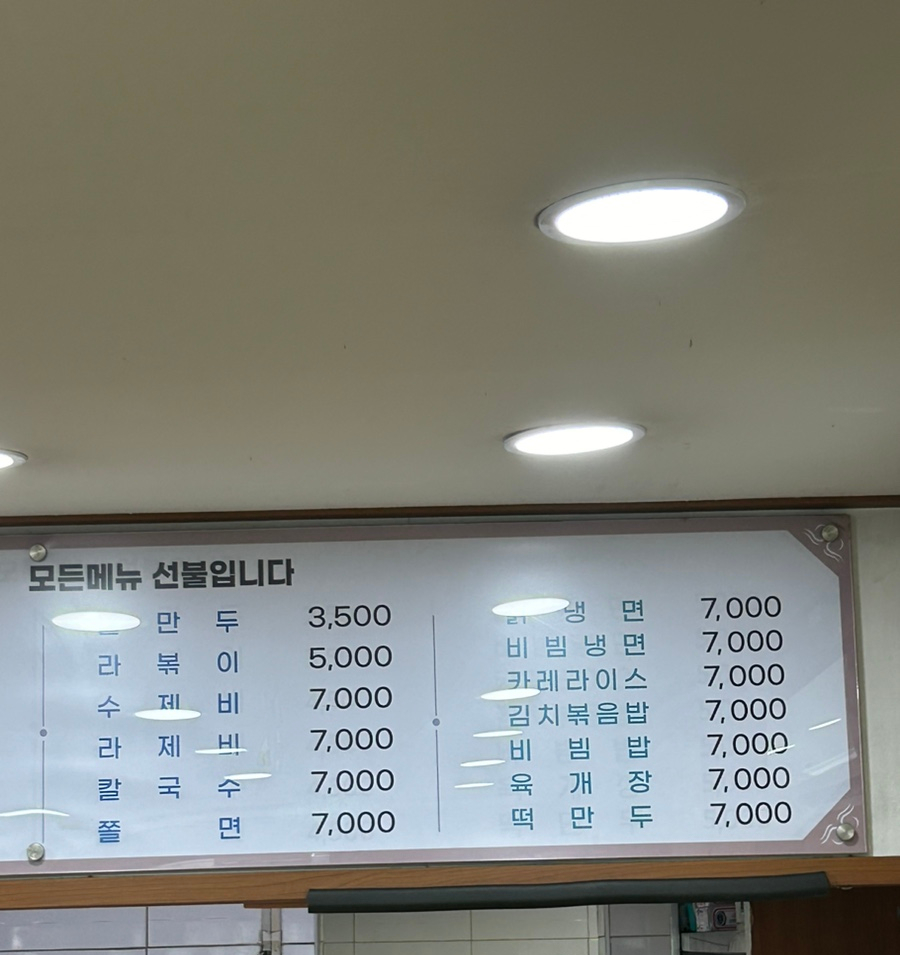 모든메뉴 선불입니다
만 두 3,500
라 볶 이 5,000
수 제 비 7,000
라 제 비 7,000
칼 국 수 7,000
쫄 면 7,000
냉 면 7,000
비 빔 냉 면 7,000
카레라이스 7,000
김치볶음밥 7,000
비 빔 밥 7,000
육 개 장 7,000
떡 만 두 7,000